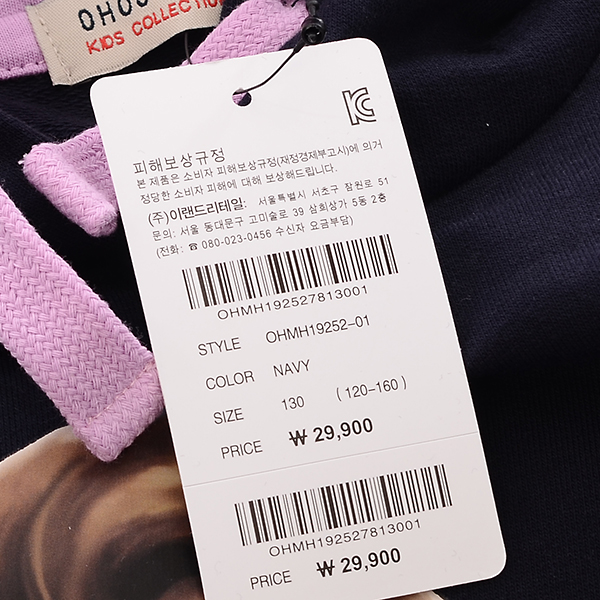 KIDS COLLECTION
피해보상규정
본 제품은 소비자 피해보상규정(재정경제부고시)에 의거
정당한 소비자 피해에 대해 보상해드립니다.
(주)이랜드리테일: 서울특별시 서초구 잠원로 51
문의: 서울 동대문구 고미술로 39 삼희상가 5동 2층
(전화: ☎ 080-023-0456 수신자 요금부담)
OHMH192527813001
STYLE OHMH19252-01
COLOR NAVY
SIZE 130 (120-160)
PRICE ₩ 29,900
OHMH192527813001
PRICE ₩ 29,900